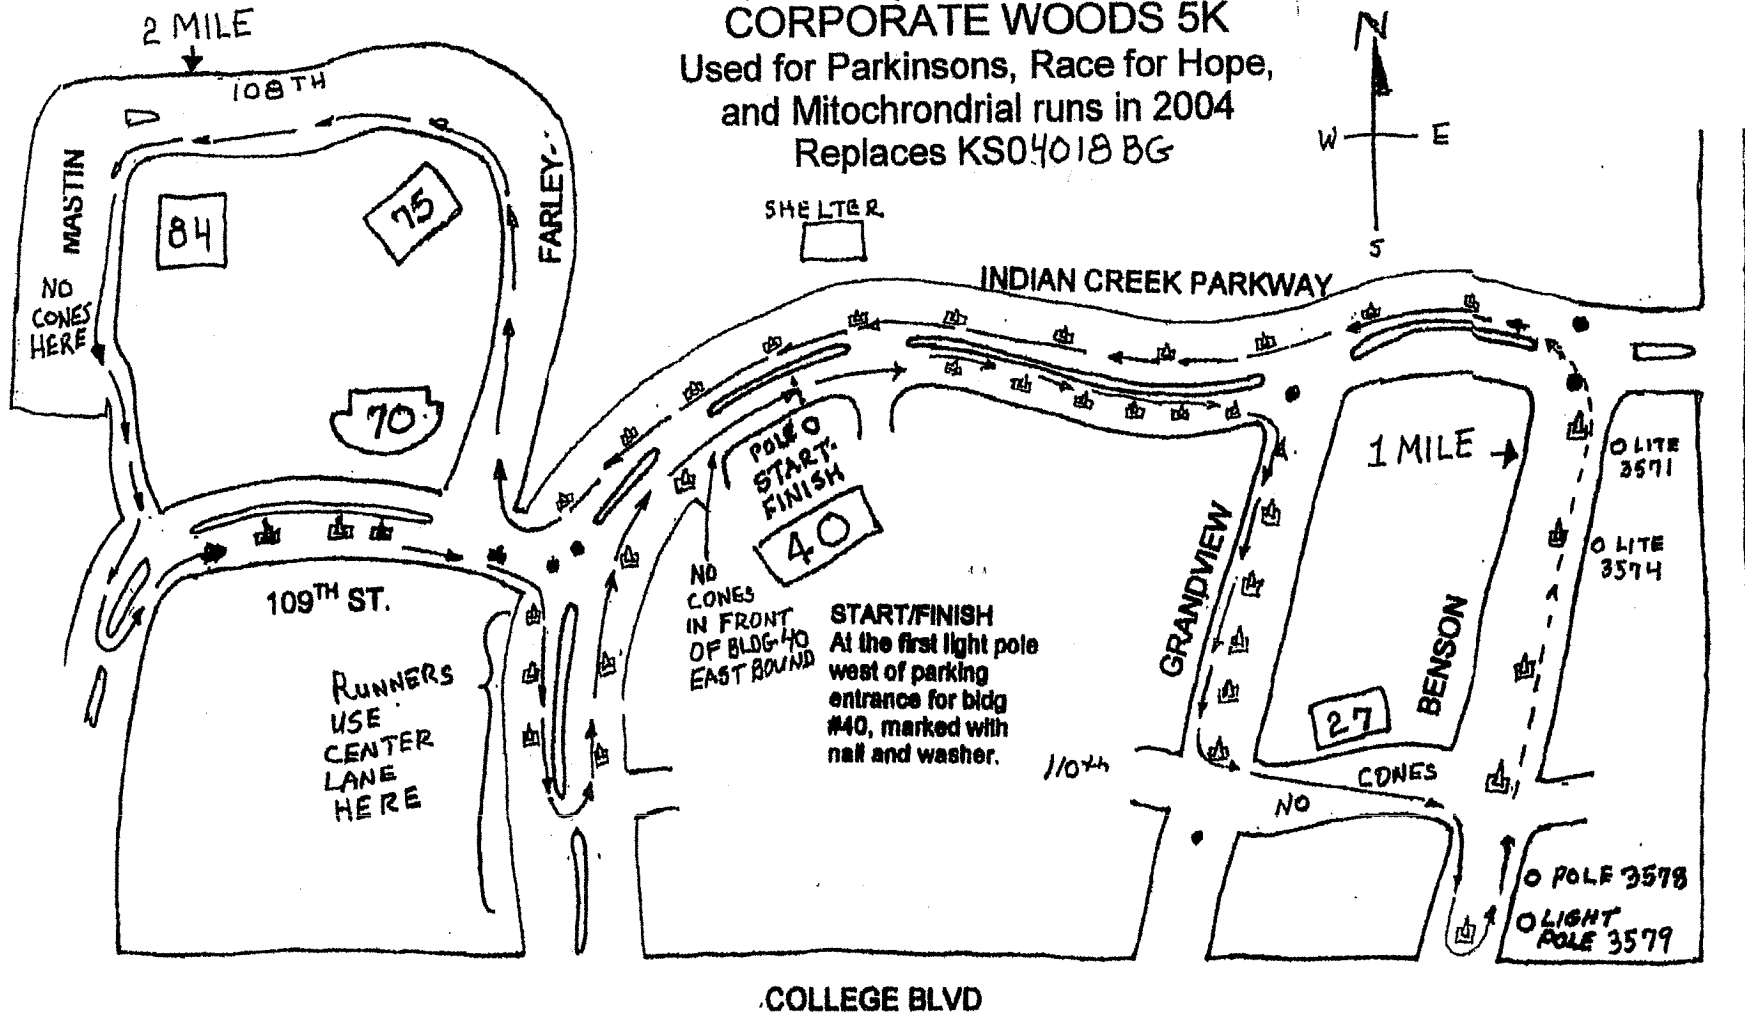 CORPORATE WOODS 5K
Used for Parkinsons, Race for Hope,
and Mitochrondrial runs in 2004
Replaces KS04018BG
N
W
E
S
2 MILE
108TH
MASTIN
FARLEY
84
75
NO
CONES
HERE
70
SHELTER
INDIAN CREEK PARKWAY
POLE
START-
FINISH
40
1 MILE
LITE
3571
LITE
3574
GRANDVIEW
BENSON
109TH ST.
NO
CONES
IN FRONT
OF BLDG-40
EAST BOUND
START/FINISH
At the first light pole
west of parking
entrance for bldg
#40, marked with
nail and washer.
RUNNERS
USE
CENTER
LANE
HERE
27
110th
NO CONES
POLE 3578
LIGHT
POLE 3579
COLLEGE BLVD